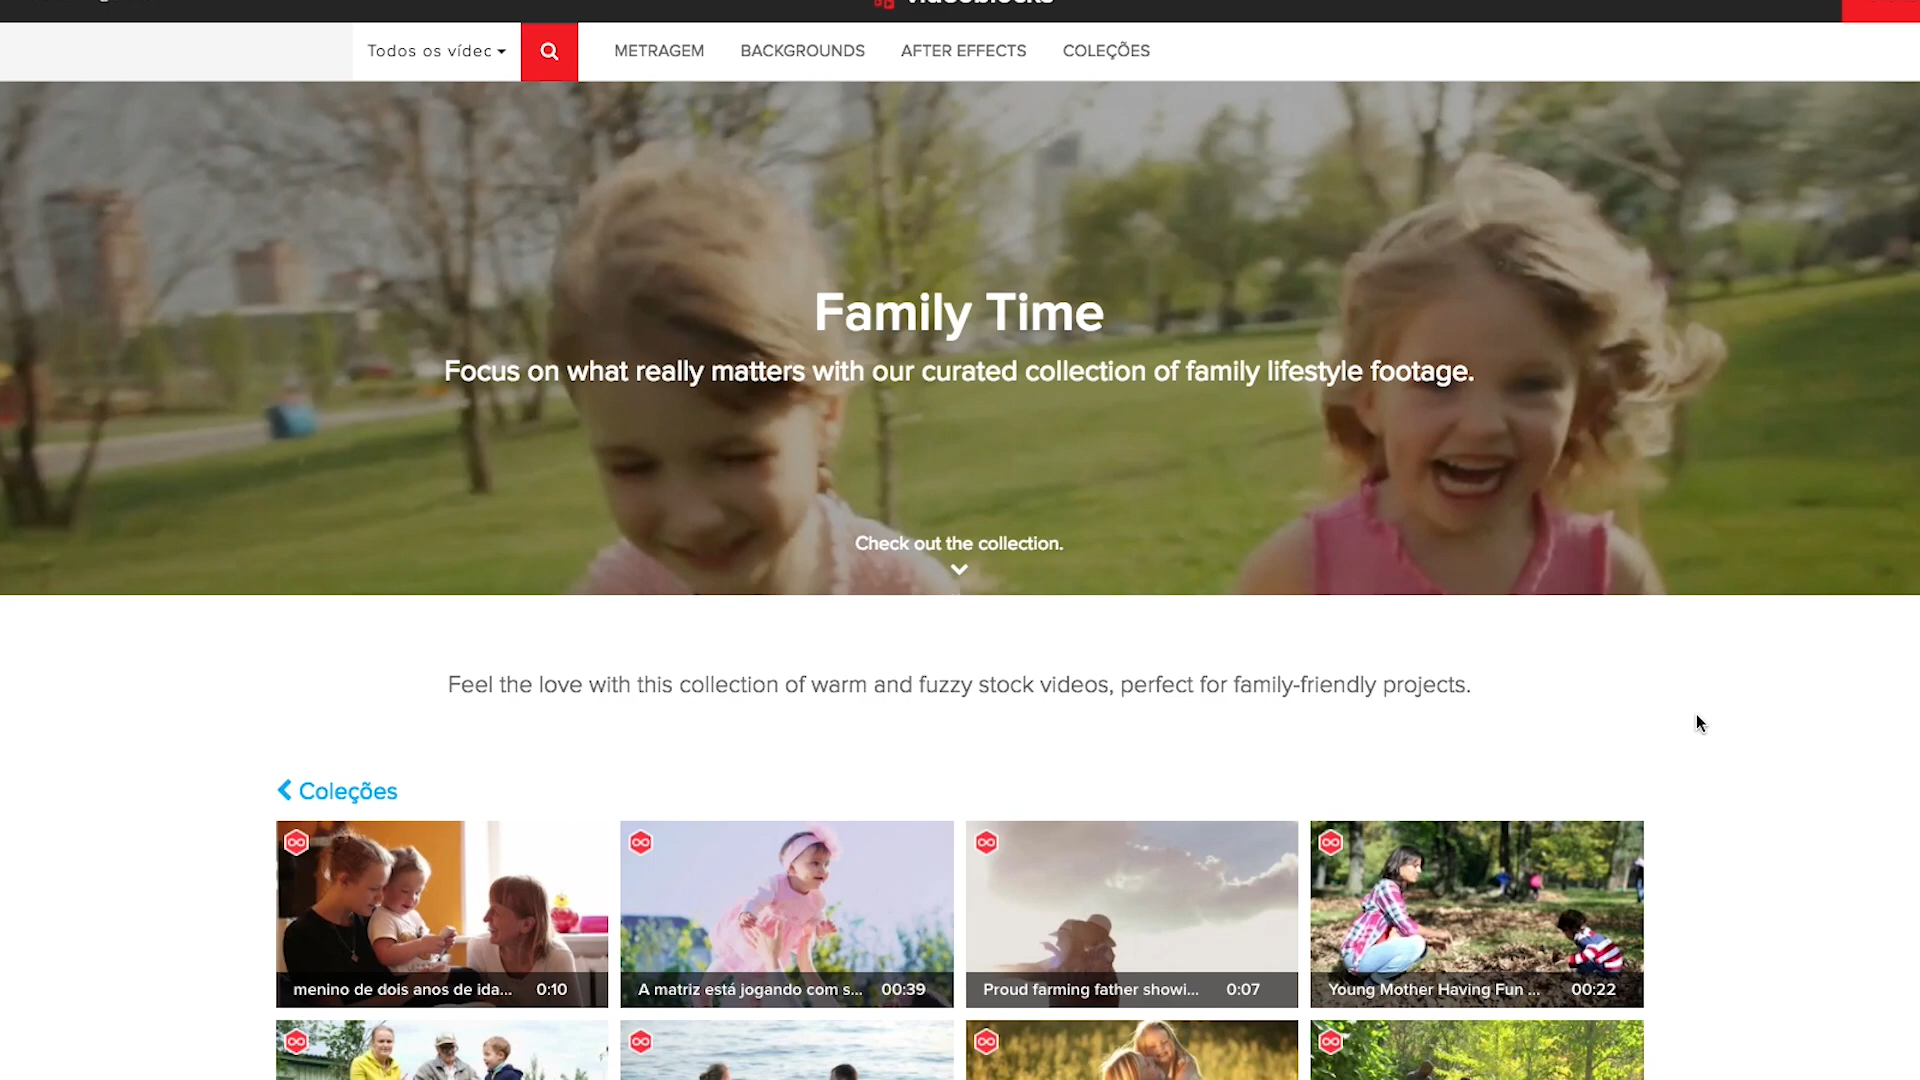 videoblocks
Todos os vídec
METRAGEM
BACKGROUNDS
AFTER EFFECTS
COLEÇÕES
Family Time
Focus on what really matters with our curated collection of family lifestyle footage.
Check out the collection.
Feel the love with this collection of warm and fuzzy stock videos, perfect for family-friendly projects.
Coleções
menino de dois anos de ida... 0:10
A matriz está jogando com s... 00:39
Proud farming father showi... 0:07
Young Mother Having Fun ... 00:22